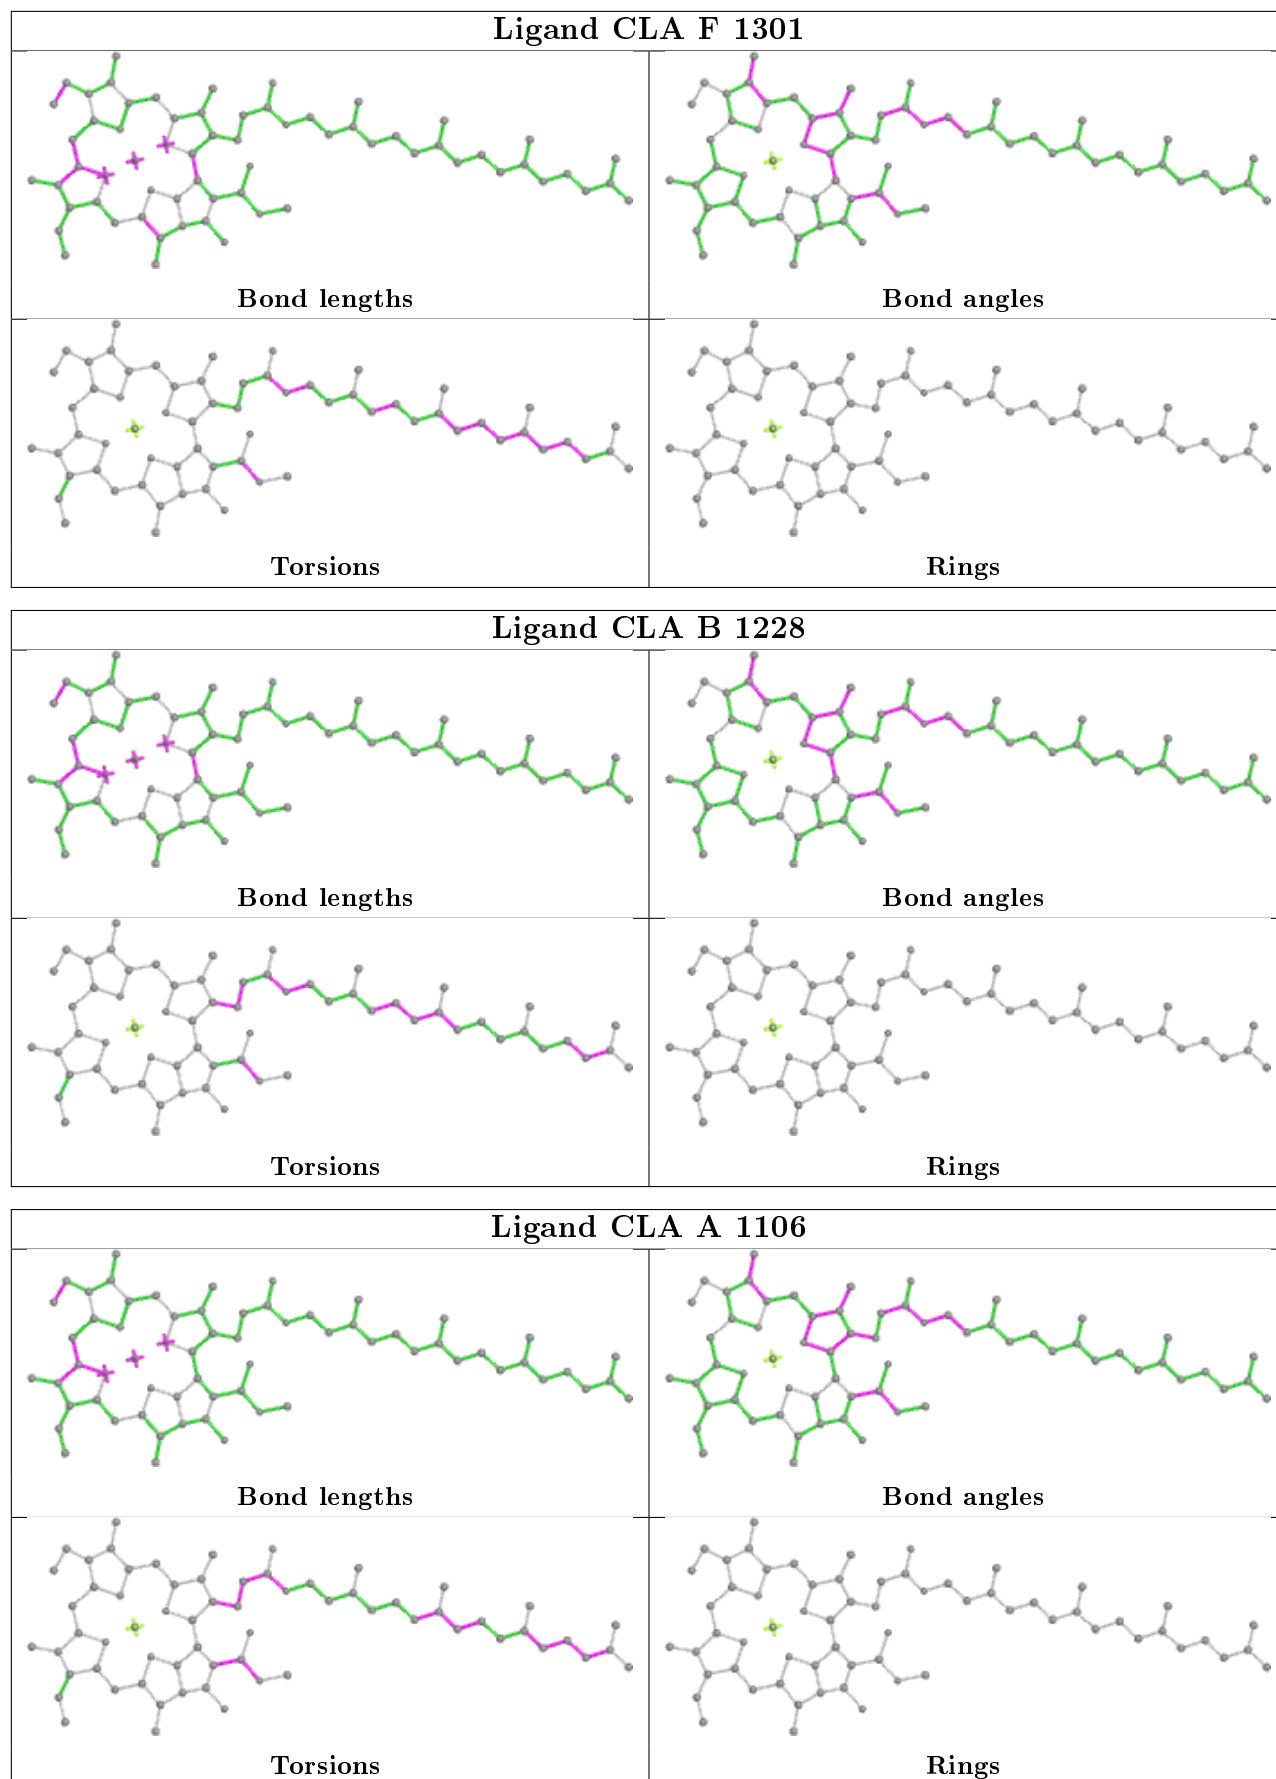 Ligand CLA F 1301
Bond lengths
Bond angles
Torsions
Rings
Ligand CLA B 1228
Bond lengths
Bond angles
Torsions
Rings
Ligand CLA A 1106
Bond lengths
Bond angles
Torsions
Rings